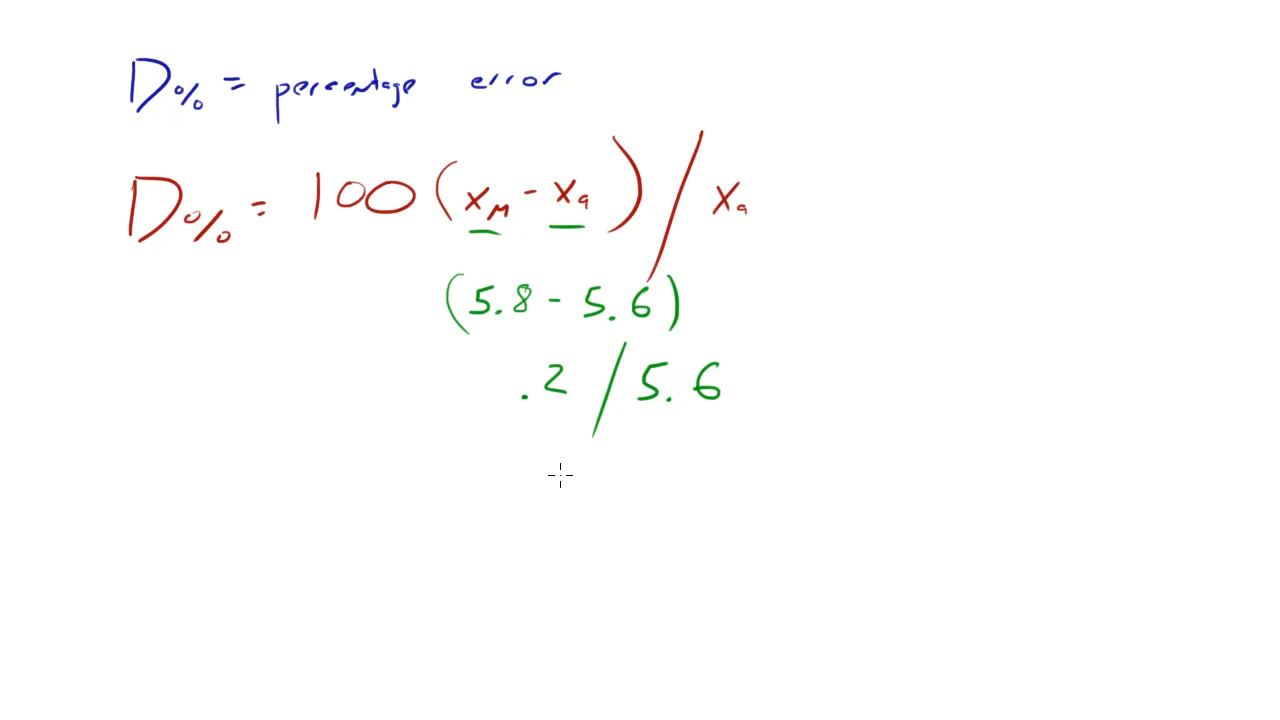 D% = percentage error
D% = 100 (xM - xa) / xa
(5.8 - 5.6)
.2 / 5.6